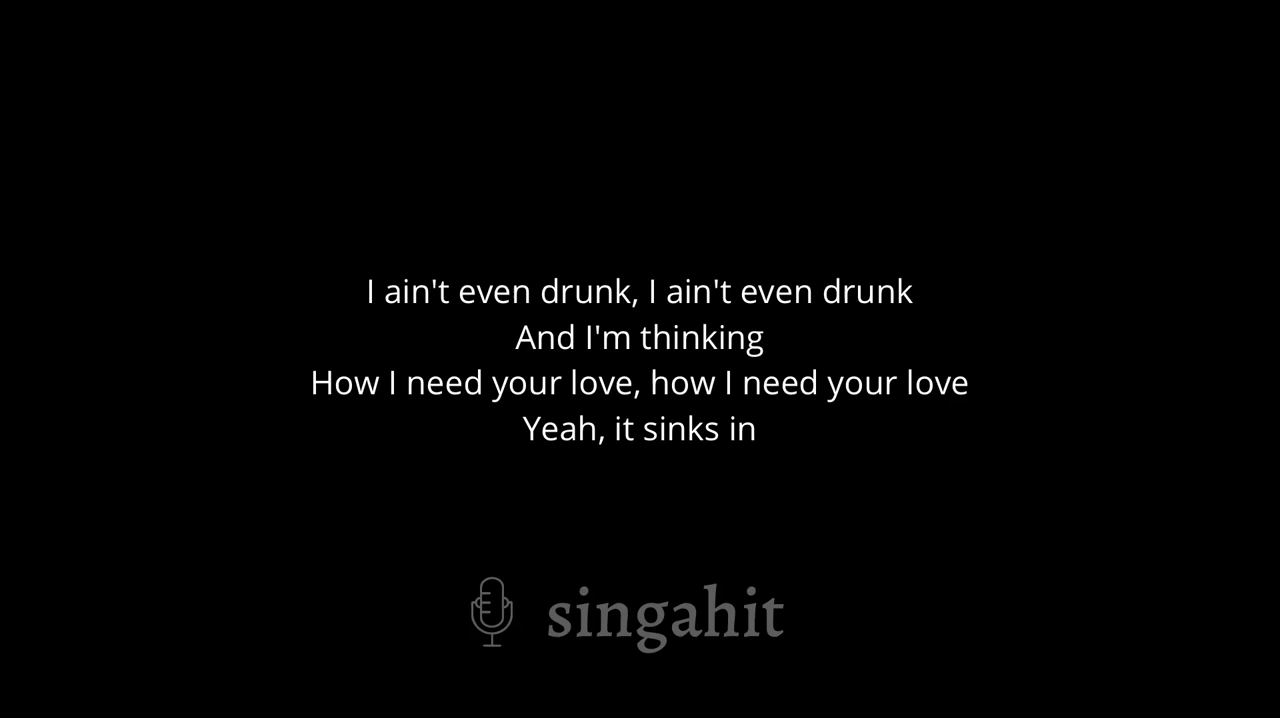 I ain't even drunk, I ain't even drunk
And I'm thinking
How I need your love, how I need your love
Yeah, it sinks in
singahit